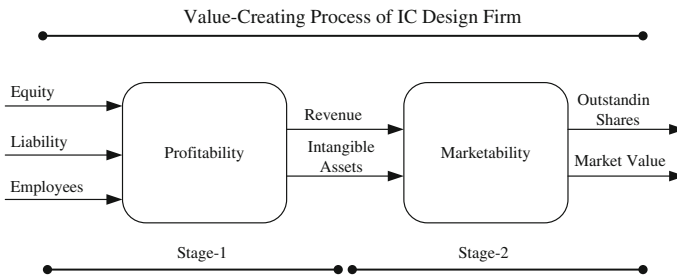 Value-Creating Process of IC Design Firm
Equity
Liability
Employees
Profitability
Revenue
Intangible
Assets
Marketability
Outstandin
Shares
Market Value
Stage-1
Stage-2